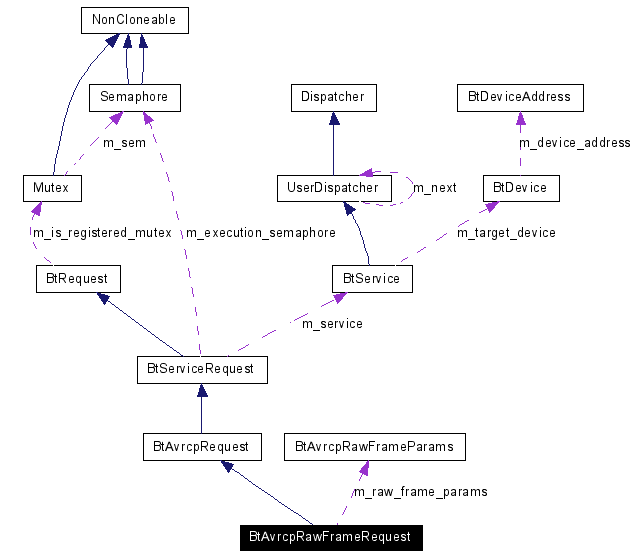 NonCloneable
Semaphore
Dispatcher
BtDeviceAddress
m_sem
m_device_address
Mutex
UserDispatcher
m_next
BtDevice
m_is_registered_mutex
m_execution_semaphore
m_target_device
BtRequest
BtService
m_service
BtServiceRequest
BtAvrcpRequest
BtAvrcpRawFrameParams
m_raw_frame_params
BtAvrcpRawFrameRequest